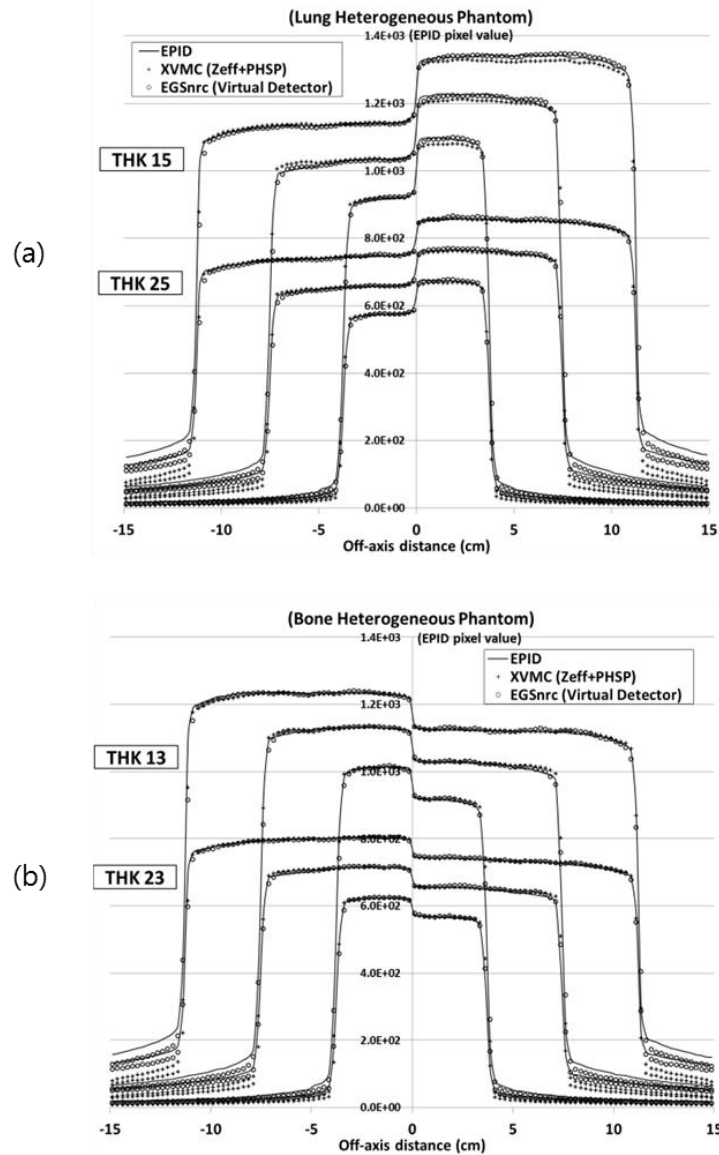 (a)
(Lung Heterogeneous Phantom)
(EPID pixel value)
1.4E+03
EPID
XVMC (Zeff+PHSP)
EGSnrc (Virtual Detector)
1.2E+03
THK 15
1.0E+03
8.0E+02
THK 25
6.0E+02
4.0E+02
2.0E+02
0.0E+00
-15 -10 -5 0 5 10 15
Off-axis distance (cm)
(b)
(Bone Heterogeneous Phantom)
(EPID pixel value)
1.4E+03
EPID
XVMC (Zeff+PHSP)
EGSnrc (Virtual Detector)
1.2E+03
THK 13
1.0E+03
8.0E+02
THK 23
6.0E+02
4.0E+02
2.0E+02
0.0E+00
-15 -10 -5 0 5 10 15
Off-axis distance (cm)